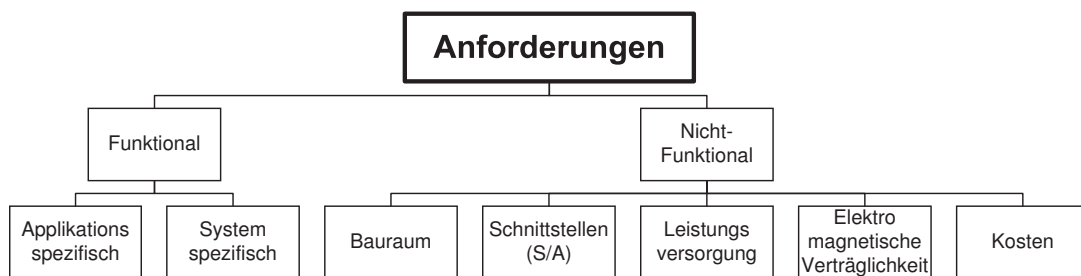 Anforderungen
Funktional
Nicht-
Funktional
Applikations
spezifisch
System
spezifisch
Bauraum
Schnittstellen
(S/A)
Leistungs
versorgung
Elektro
magnetische
Verträglichkeit
Kosten